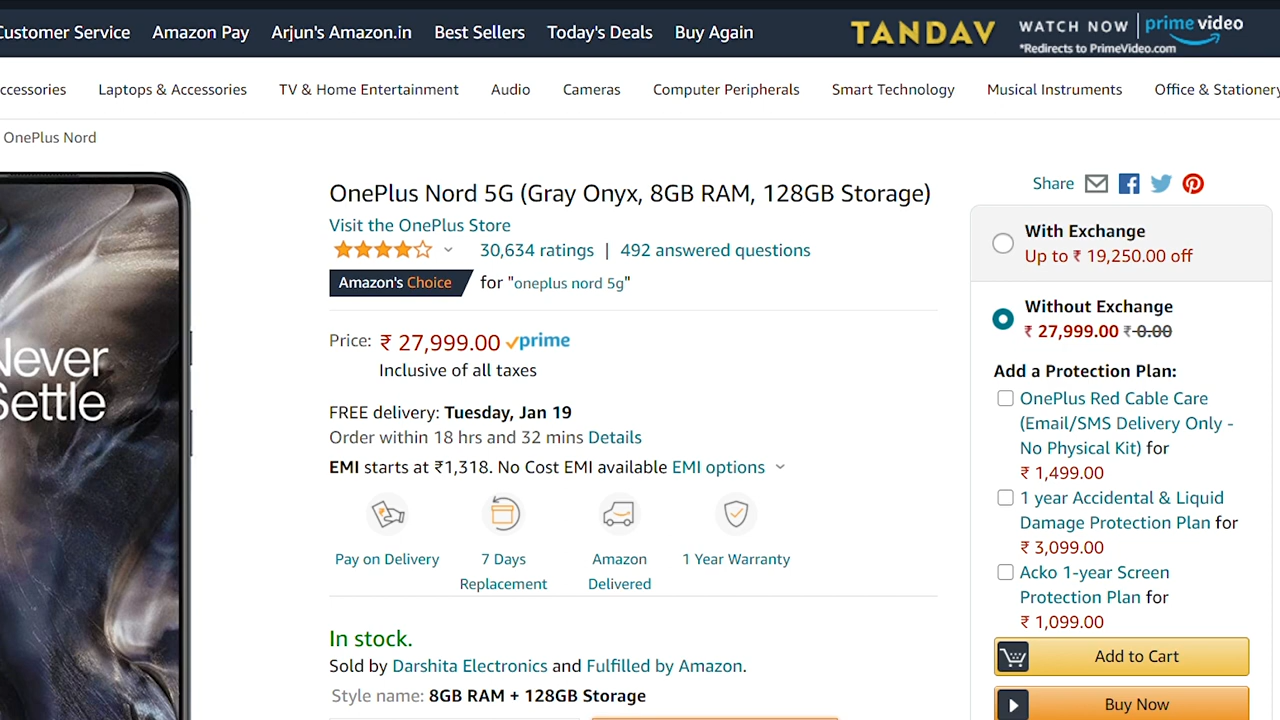 Customer Service Amazon Pay Arjun's Amazon.in Best Sellers Today's Deals Buy Again TANDAV WATCH NOW prime video
*Redirects to PrimeVideo.com
ccessories Laptops & Accessories TV & Home Entertainment Audio Cameras Computer Peripherals Smart Technology Musical Instruments Office & Stationery
OnePlus Nord
Never
Settle
OnePlus Nord 5G (Gray Onyx, 8GB RAM, 128GB Storage)
Visit the OnePlus Store
30,634 ratings | 492 answered questions
Amazon's Choice for "oneplus nord 5g"
Price: ₹ 27,999.00 prime
Inclusive of all taxes
FREE delivery: Tuesday, Jan 19
Order within 18 hrs and 32 mins Details
EMI starts at ₹1,318. No Cost EMI available EMI options
Pay on Delivery
7 Days
Replacement
Amazon
Delivered
1 Year Warranty
In stock.
Sold by Darshita Electronics and Fulfilled by Amazon.
Style name: 8GB RAM + 128GB Storage
Share
With Exchange
Up to ₹ 19,250.00 off
Without Exchange
₹ 27,999.00 ₹ 0.00
Add a Protection Plan:
OnePlus Red Cable Care
(Email/SMS Delivery Only -
No Physical Kit) for
₹ 1,499.00
1 year Accidental & Liquid
Damage Protection Plan for
₹ 3,099.00
Acko 1-year Screen
Protection Plan for
₹ 1,099.00
Add to Cart
Buy Now